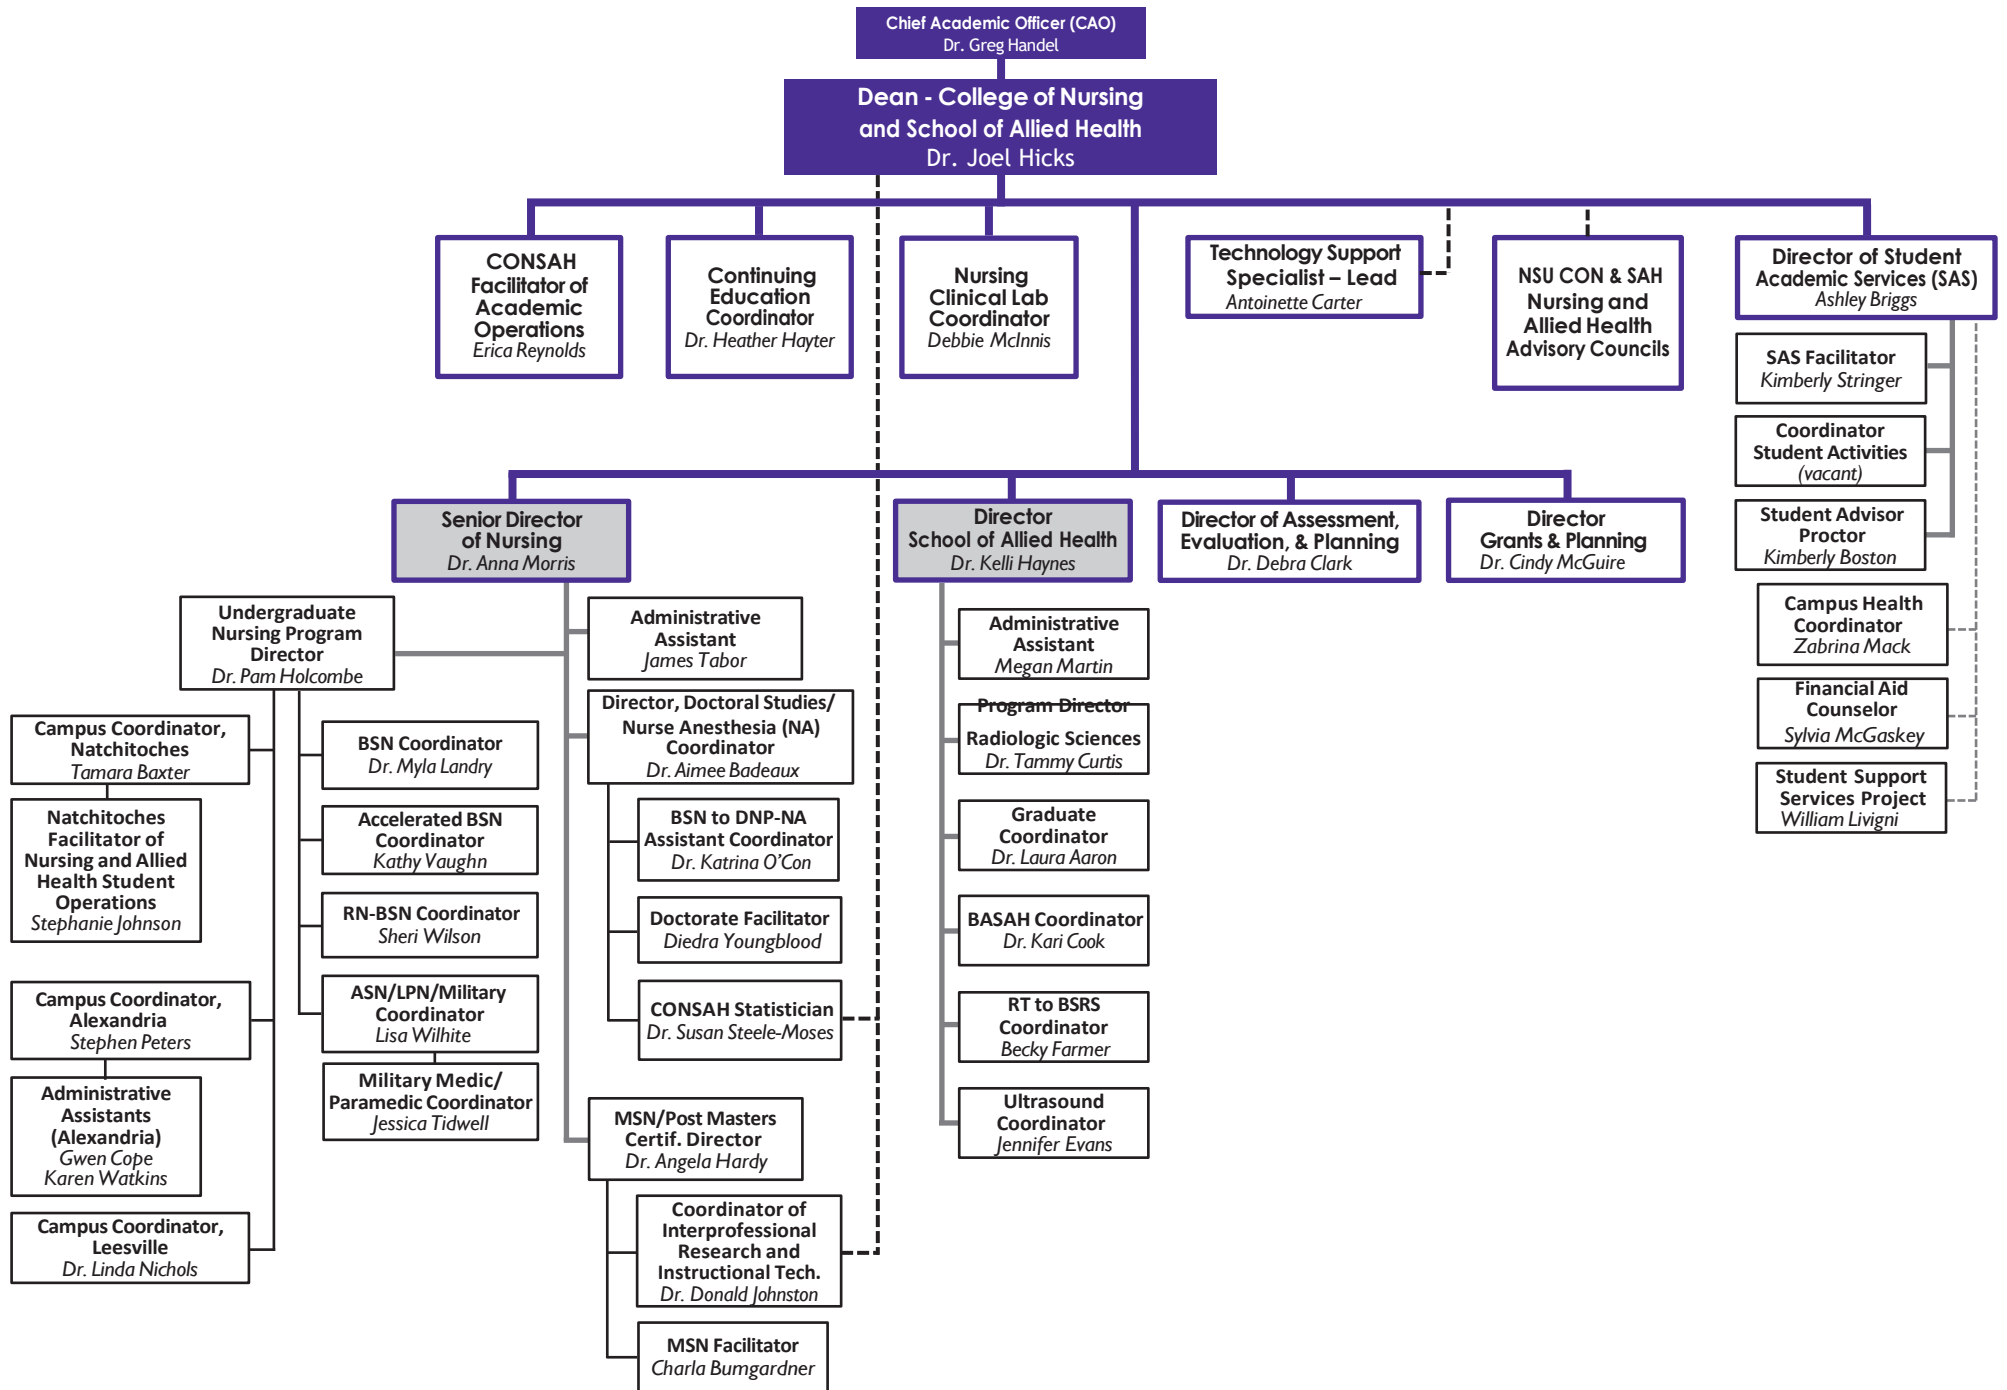 Chief Academic Officer (CAO)
Dr. Greg Handel
Dean - College of Nursing
and School of Allied Health
Dr. Joel Hicks
CONSAH
Facilitator of
Academic
Operations
Erica Reynolds
Continuing
Education
Coordinator
Dr. Heather Hayter
Nursing
Clinical Lab
Coordinator
Debbie McInnis
Technology Support
Specialist – Lead
Antoinette Carter
NSU CON & SAH
Nursing and
Allied Health
Advisory Councils
Director of Student
Academic Services (SAS)
Ashley Briggs
SAS Facilitator
Kimberly Stringer
Coordinator
Student Activities
(vacant)
Student Advisor
Proctor
Kimberly Boston
Campus Health
Coordinator
Zabrina Mack
Financial Aid
Counselor
Sylvia McGaskey
Student Support
Services Project
William Livigni
Senior Director
of Nursing
Dr. Anna Morris
Director
School of Allied Health
Dr. Kelli Haynes
Director of Assessment,
Evaluation, & Planning
Dr. Debra Clark
Director
Grants & Planning
Dr. Cindy McGuire
Undergraduate
Nursing Program
Director
Dr. Pam Holcombe
Campus Coordinator,
Natchitoches
Tamara Baxter
Natchitoches
Facilitator of
Nursing and Allied
Health Student
Operations
Stephanie Johnson
Campus Coordinator,
Alexandria
Stephen Peters
Administrative
Assistants
(Alexandria)
Gwen Cope
Karen Watkins
Campus Coordinator,
Leesville
Dr. Linda Nichols
BSN Coordinator
Dr. Myla Landry
Accelerated BSN
Coordinator
Kathy Vaughn
RN-BSN Coordinator
Sheri Wilson
ASN/LPN/Military
Coordinator
Lisa Wilhite
Military Medic/
Paramedic Coordinator
Jessica Tidwell
Administrative
Assistant
James Tabor
Director, Doctoral Studies/
Nurse Anesthesia (NA)
Coordinator
Dr. Aimee Badeaux
BSN to DNP-NA
Assistant Coordinator
Dr. Katrina O'Con
Doctorate Facilitator
Diedra Youngblood
CONSAH Statistician
Dr. Susan Steele-Moses
MSN/Post Masters
Certif. Director
Dr. Angela Hardy
Coordinator of
Interprofessional
Research and
Instructional Tech.
Dr. Donald Johnston
MSN Facilitator
Charla Bumgardner
Administrative
Assistant
Megan Martin
Program Director
Radiologic Sciences
Dr. Tammy Curtis
Graduate
Coordinator
Dr. Laura Aaron
BASAH Coordinator
Dr. Kari Cook
RT to BSRS
Coordinator
Becky Farmer
Ultrasound
Coordinator
Jennifer Evans